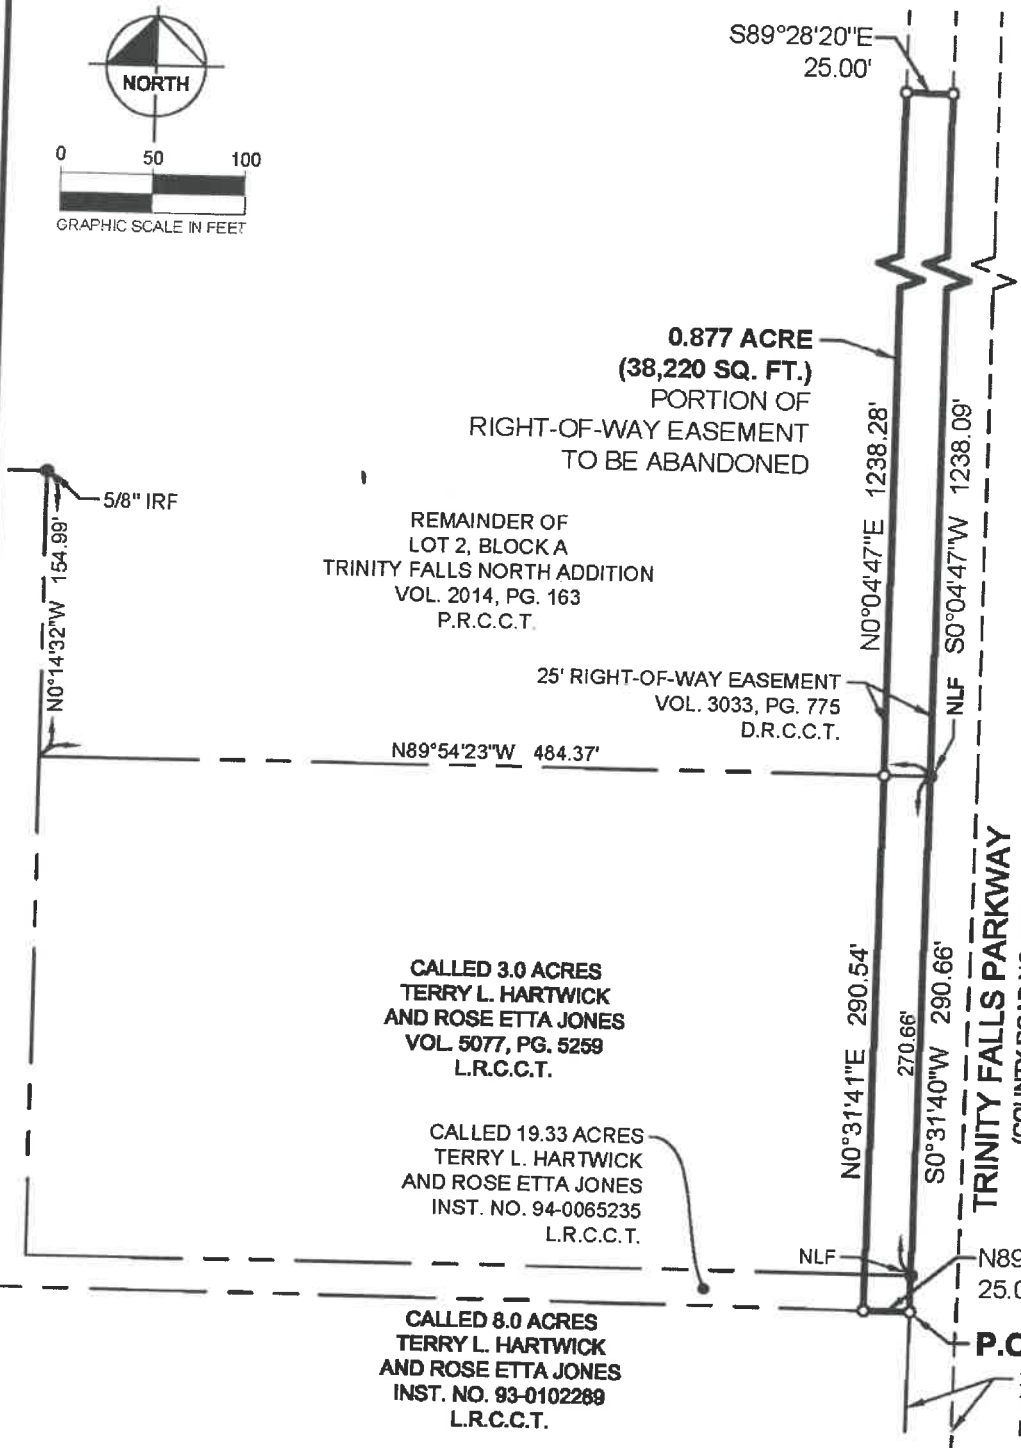 NORTH
0 50 100
GRAPHIC SCALE IN FEET
S89°28'20"E
25.00'
0.877 ACRE
(38,220 SQ. FT.)
PORTION OF
RIGHT-OF-WAY EASEMENT
TO BE ABANDONED
N0°04'47"E 1238.28'
S0°04'47"W 1238.09'
5/8" IRF
N0°14'32"W 154.99'
REMAINDER OF
LOT 2, BLOCK A
TRINITY FALLS NORTH ADDITION
VOL. 2014, PG. 163
P.R.C.C.T.
25' RIGHT-OF-WAY EASEMENT
VOL. 3033, PG. 775
D.R.C.C.T.
NLF
N89°54'23"W 484.37'
CALLED 3.0 ACRES
TERRY L. HARTWICK
AND ROSE ETTA JONES
VOL. 5077, PG. 5259
L.R.C.C.T.
N0°31'41"E 290.54'
270.66'
S0°31'40"W 290.66'
TRINITY FALLS PARKWAY
(COUNTY ROAD NO.
CALLED 19.33 ACRES
TERRY L. HARTWICK
AND ROSE ETTA JONES
INST. NO. 94-0065235
L.R.C.C.T.
NLF
N89
25.0
P.O
CALLED 8.0 ACRES
TERRY L. HARTWICK
AND ROSE ETTA JONES
INST. NO. 93-0102289
L.R.C.C.T.